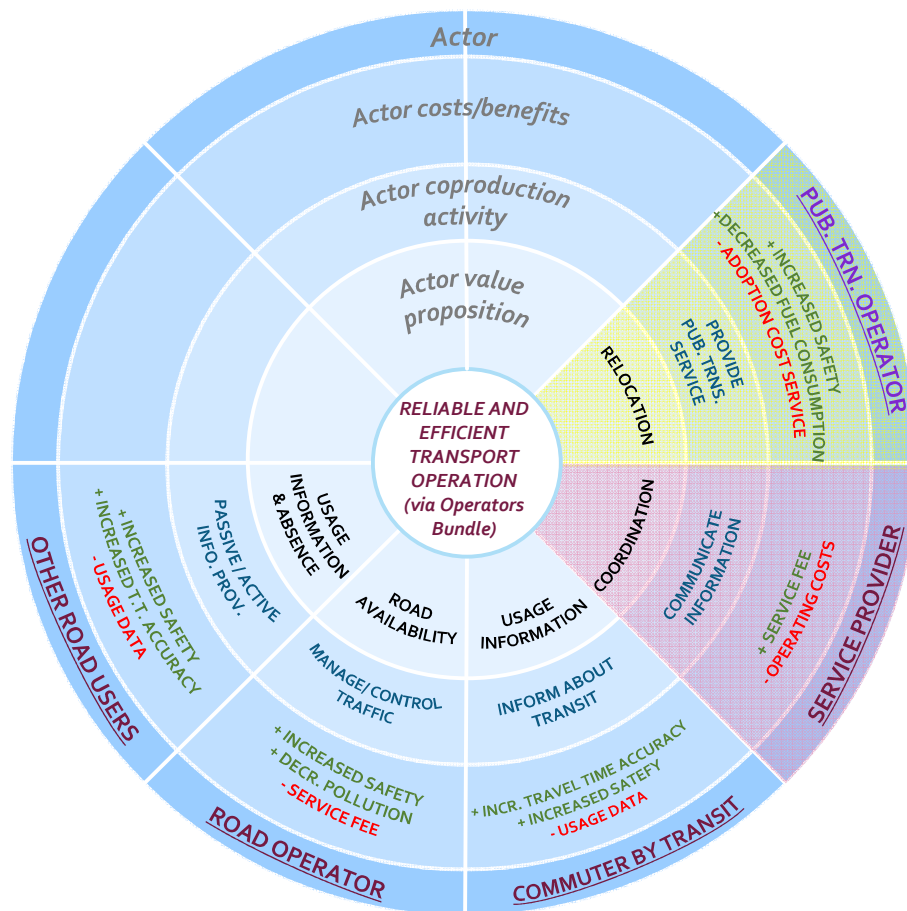 Actor
Actor costs/benefits
Actor coproduction
activity
Actor value
proposition
RELIABLE AND
EFFICIENT
TRANSPORT
OPERATION
(via Operators
Bundle)
PUB. TRN. OPERATOR
+ INCREASED SAFETY
+DECREASED FUEL CONSUMPTION
- ADOPTION COST SERVICE
PROVIDE
PUB. TRNS.
SERVICE
RELOCATION
SERVICE PROVIDER
+ SERVICE FEE
- OPERATING COSTS
COMMUNICATE
INFORMATION
COORDINATION
COMMUTER BY TRANSIT
+ INCR. TRAVEL TIME ACCURACY
+ INCREASED SATEFY
- USAGE DATA
INFORM ABOUT
TRANSIT
USAGE
INFORMATION
ROAD OPERATOR
+ INCREASED SAFETY
+ DECR. POLLUTION
- SERVICE FEE
MANAGE/ CONTROL
TRAFFIC
ROAD
AVAILABILITY
OTHER ROAD USERS
+ INCREASED SAFETY
+ INCREASED T.T ACCURACY
- USAGE DATA
PASSIVE / ACTIVE
INFO. PROV.
USAGE
INFORMATION
& ABSENCE